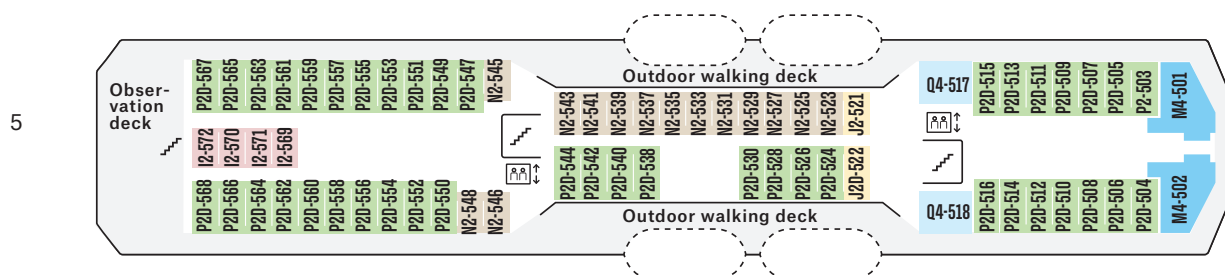 5
Obser-
vation
deck
P2D-567
P2D-565
P2D-563
P2D-561
P2D-559
P2D-557
P2D-555
P2D-553
P2D-551
P2D-549
P2D-547
N2-545
I2-572
I2-570
I2-571
I2-569
P2D-568
P2D-566
P2D-564
P2D-562
P2D-560
P2D-558
P2D-556
P2D-554
P2D-552
P2D-550
N2-548
N2-546
Outdoor walking deck
N2-543
N2-541
N2-539
N2-537
N2-535
N2-533
N2-531
N2-529
N2-527
N2-525
N2-523
J2-521
P2D-544
P2D-542
P2D-540
P2D-538
P2D-530
P2D-528
P2D-526
P2D-524
J2D-522
Outdoor walking deck
Q4-517
P2D-515
P2D-513
P2D-511
P2D-509
P2D-507
P2D-505
P2-503
M4-501
Q4-518
P2D-516
P2D-514
P2D-512
P2D-510
P2D-508
P2D-506
P2D-504
M4-502